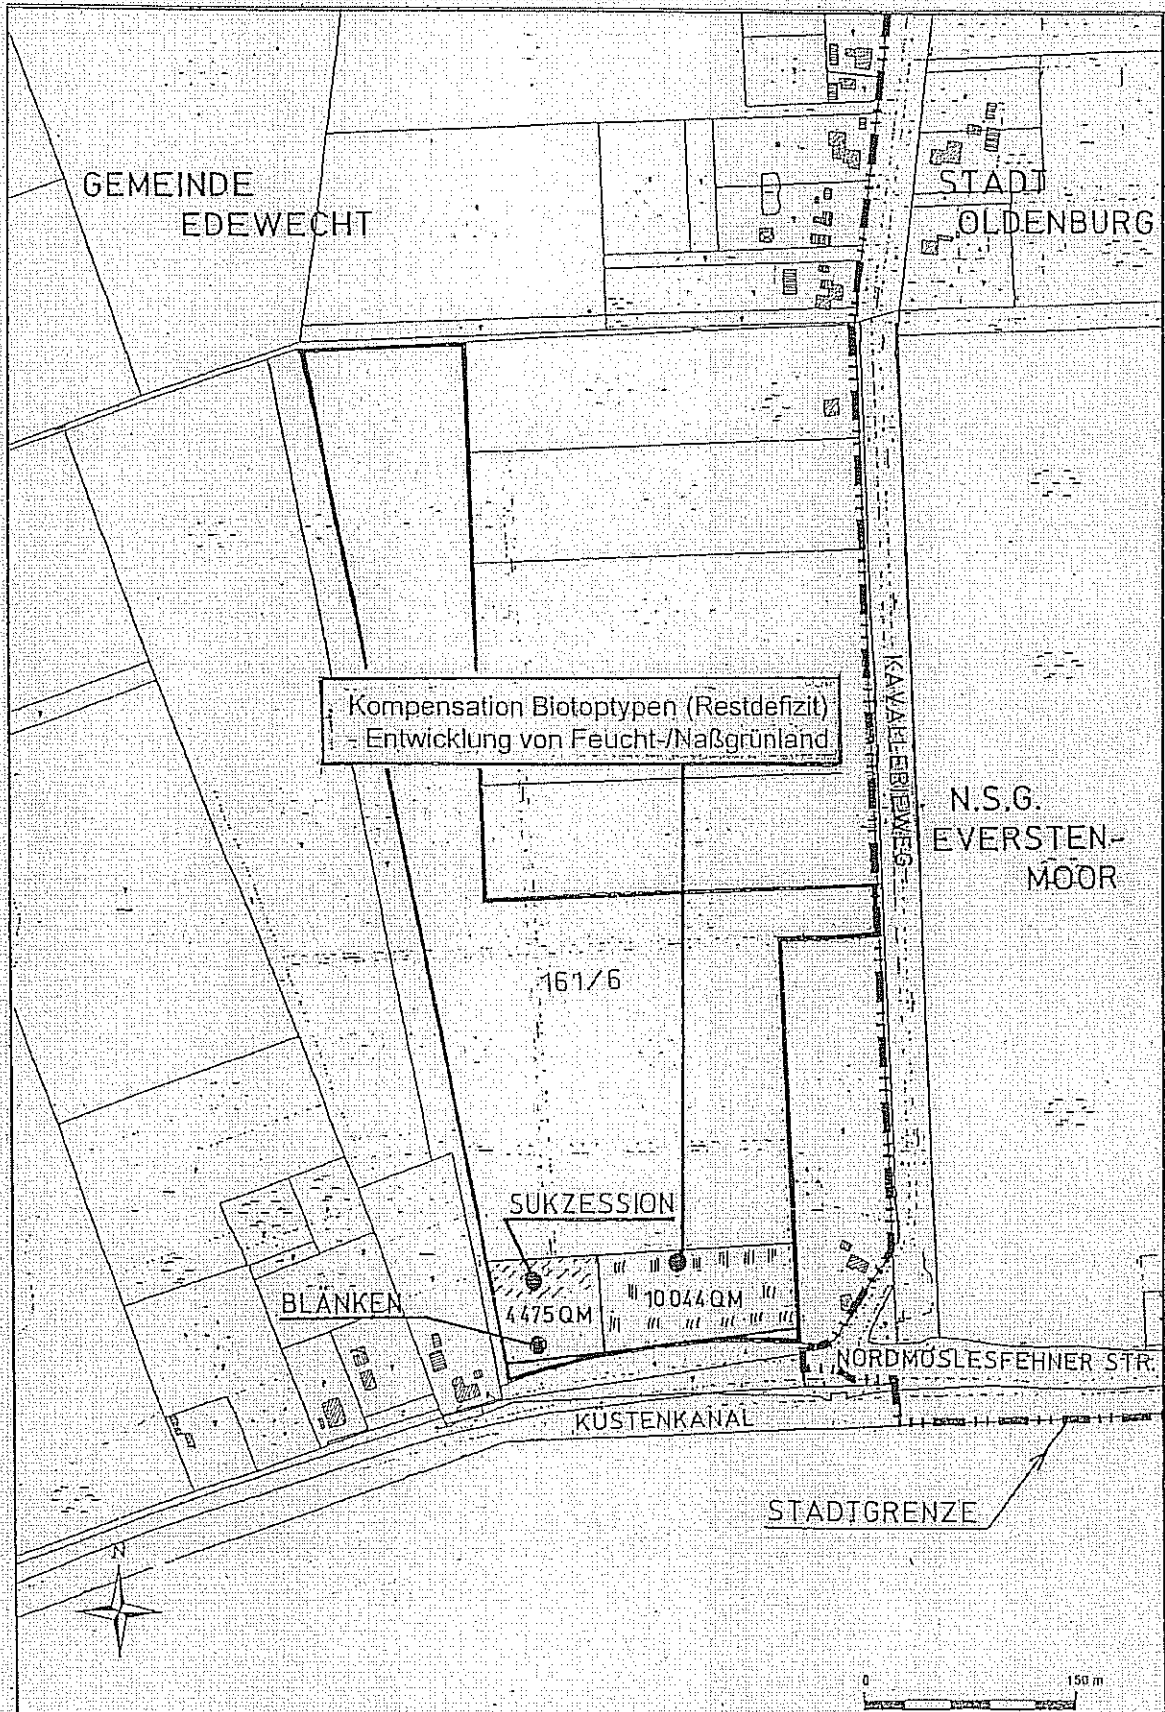 GEMEINDE
EDEWECHT
STADT
OLDENBURG
Kompensation Biotoptypen (Restdefizit)
- Entwicklung von Feucht-/Naßgrünland
KAVALLERIEWEG
N.S.G.
EVERSTEN-
MOOR
161/6
SUKZESSION
BLÄNKEN
4475 QM
10044 QM
NORDMOSLESFEHNER STR.
KÜSTENKANAL
STADTGRENZE
N
0 150 m